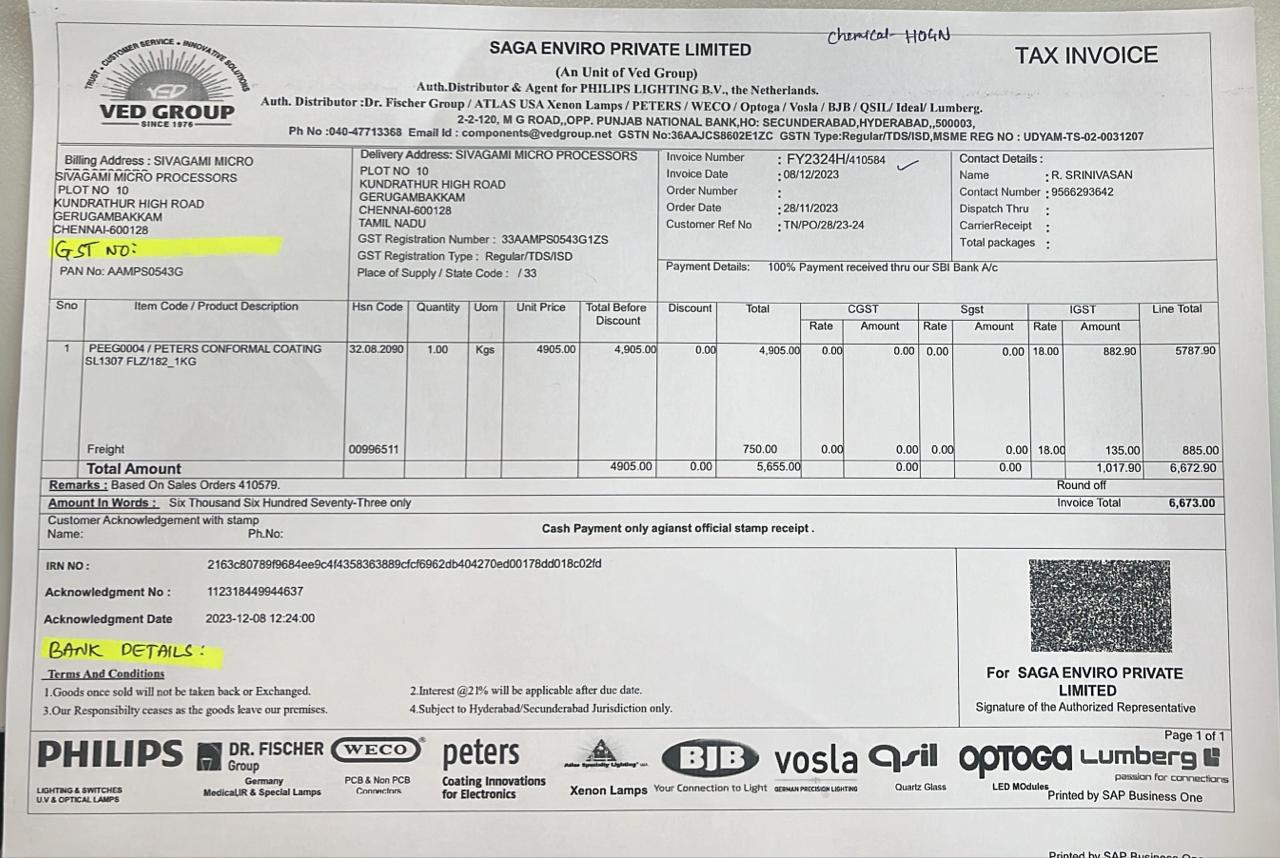 Chemical- HOGN
TRUST • CUSTOMER SERVICE • INNOVATIVE SOLUTIONS
VED
VED GROUP
SINCE 1976
SAGA ENVIRO PRIVATE LIMITED
(An Unit of Ved Group)
TAX INVOICE
Auth.Distributor & Agent for PHILIPS LIGHTING B.V., the Netherlands.
Auth. Distributor :Dr. Fischer Group / ATLAS USA Xenon Lamps / PETERS / WECO / Optoga / Vosla / BJB / QSIL/ Ideal/ Lumberg.
2-2-120, M G ROAD,,OPP. PUNJAB NATIONAL BANK,HO: SECUNDERABAD,HYDERABAD,,500003,
Ph No :040-47713368 Email Id : components@vedgroup.net GSTN No:36AAJCS8602E1ZC GSTN Type:Regular/TDS/ISD,MSME REG NO : UDYAM-TS-02-0031207
Billing Address : SIVAGAMI MICRO
SIVAGAMI MICRO PROCESSORS
PLOT NO 10
KUNDRATHUR HIGH ROAD
GERUGAMBAKKAM
CHENNAI-600128
GST NO:
PAN No: AAMPS0543G
Delivery Address: SIVAGAMI MICRO PROCESSORS
PLOT NO 10
KUNDRATHUR HIGH ROAD
GERUGAMBAKKAM
CHENNAI-600128
TAMIL NADU
GST Registration Number : 33AAMPS0543G1ZS
GST Registration Type : Regular/TDS/ISD
Place of Supply / State Code : / 33
Invoice Number : FY2324H/410584
Invoice Date : 08/12/2023
Order Number :
Order Date : 28/11/2023
Customer Ref No : TN/PO/28/23-24
Contact Details :
Name : R. SRINIVASAN
Contact Number : 9566293642
Dispatch Thru :
CarrierReceipt :
Total packages :
Payment Details: 100% Payment received thru our SBI Bank A/c
Sno Item Code / Product Description Hsn Code Quantity Uom Unit Price Total Before Discount Discount Total CGST Sgst IGST Line Total
Rate Amount Rate Amount Rate Amount
1 PEEG0004 / PETERS CONFORMAL COATING 32.08.2090 1.00 Kgs 4905.00 4,905.00 0.00 4,905.00 0.00 0.00 0.00 0.00 18.00 882.90 5787.90
SL1307 FLZ/182_1KG
Freight 00996511 750.00 0.00 0.00 0.00 0.00 18.00 135.00 885.00
Total Amount 4905.00 0.00 5,655.00 0.00 0.00 1,017.90 6,672.90
Remarks : Based On Sales Orders 410579. Round off
Amount In Words : Six Thousand Six Hundred Seventy-Three only Invoice Total 6,673.00
Customer Acknowledgement with stamp
Name: Ph.No:
Cash Payment only agianst official stamp receipt .
IRN NO : 2163c80789f9684ee9c4f4358363889cfcf6962db404270ed00178dd018c02fd
Acknowledgment No : 112318449944637
Acknowledgment Date 2023-12-08 12:24:00
BANK DETAILS:
Terms And Conditions
1.Goods once sold will not be taken back or Exchanged. 2.Interest @21% will be applicable after due date.
3.Our Responsibilty ceases as the goods leave our premises. 4.Subject to Hyderabad/Secunderabad Jurisdiction only.
For SAGA ENVIRO PRIVATE
LIMITED
Signature of the Authorized Representative
Page 1 of 1
PHILIPS
LIGHTING & SWITCHES
U.V & OPTICAL LAMPS
DR. FISCHER
Group
Germany
Medical,IR & Special Lamps
WECO®
PCB & Non PCB
Connectors
peters
Coating Innovations
for Electronics
Atlas Specialty Lighting USA
Xenon Lamps
BJB
Your Connection to Light
vosla
GERMAN PRECISION LIGHTING
Qsil
Quartz Glass
OPTOGA
LED MOdules
Lumberg
passion for connections
Printed by SAP Business One
Printed by SAP Business One